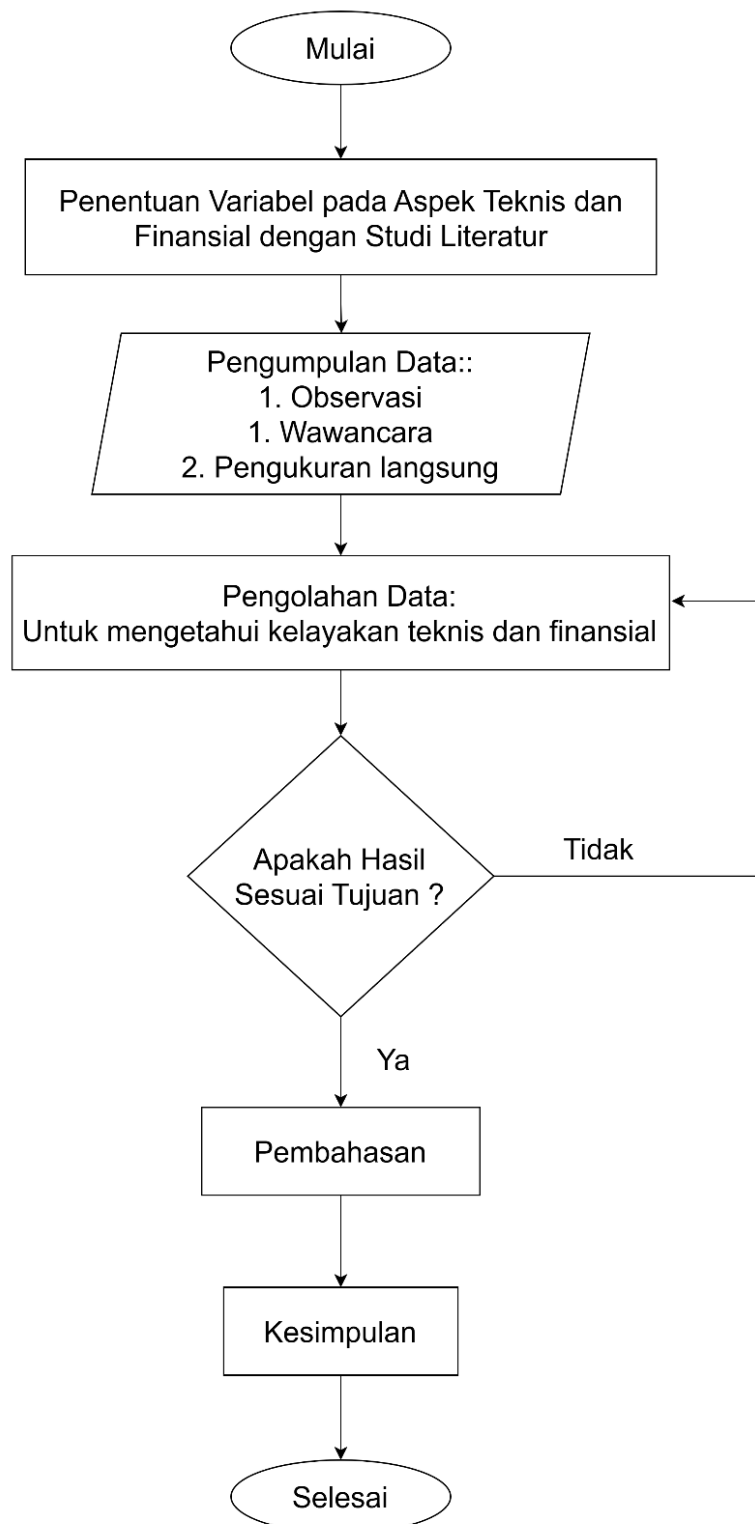 Mulai
Penentuan Variabel pada Aspek Teknis dan
Finansial dengan Studi Literatur
Pengumpulan Data::
1. Observasi
1. Wawancara
2. Pengukuran langsung
Pengolahan Data:
Untuk mengetahui kelayakan teknis dan finansial
Apakah Hasil
Sesuai Tujuan ?
Tidak
Ya
Pembahasan
Kesimpulan
Selesai